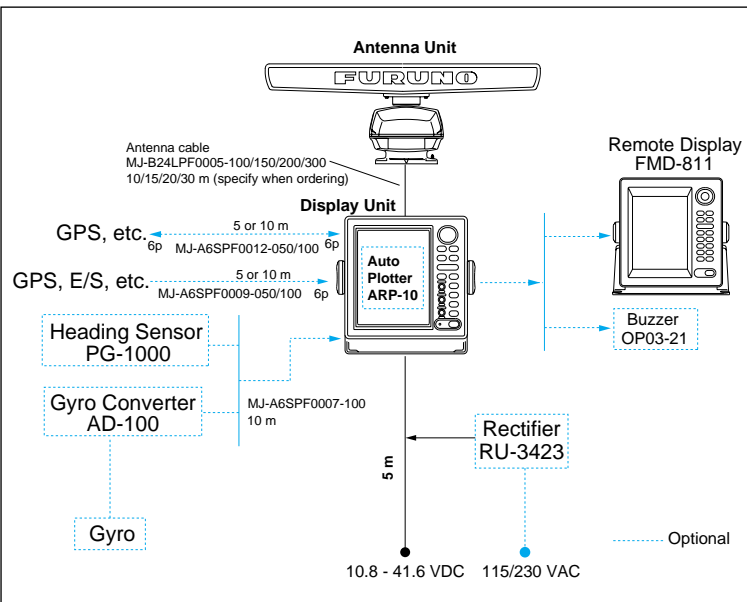 Antenna Unit
FURUNO
Antenna cable
MJ-B24LPF0005-100/150/200/300
10/15/20/30 m (specify when ordering)
Remote Display
FMD-811
Display Unit
GPS, etc.
6p
5 or 10 m
MJ-A6SPF0012-050/100
6p
Auto
Plotter
ARP-10
GPS, E/S, etc.
5 or 10 m
MJ-A6SPF0009-050/100
6p
Buzzer
OP03-21
Heading Sensor
PG-1000
Gyro Converter
AD-100
MJ-A6SPF0007-100
10 m
Rectifier
RU-3423
5 m
Gyro
Optional
10.8 - 41.6 VDC
115/230 VAC